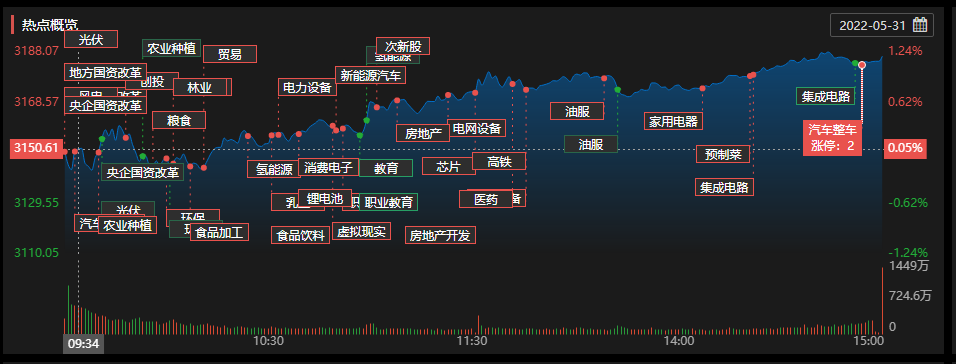 热点概览
2022-05-31
光伏
农业种植
贸易
次新股
氢能源
3188.07
1.24%
地方国资改革
创投
林业
电力设备
新能源汽车
风电
央企国资改革
集成电路
3157
3168.57
0.62%
粮食
油服
家用电器
汽车整车
涨停：2
房地产
电网设备
3150.61
0.05%
油服
预制菜
央企国资改革
氢能源
消费电子
教育
芯片
高铁
集成电路
锂电池
职业教育
医药
3129.55
-0.62%
光伏
环保
汽车
农业种植
食品加工
食品饮料
虚拟现实
房地产开发
3110.05
-1.24%
1449万
724.6万
0
09:34
10:30
11:30
14:00
15:00